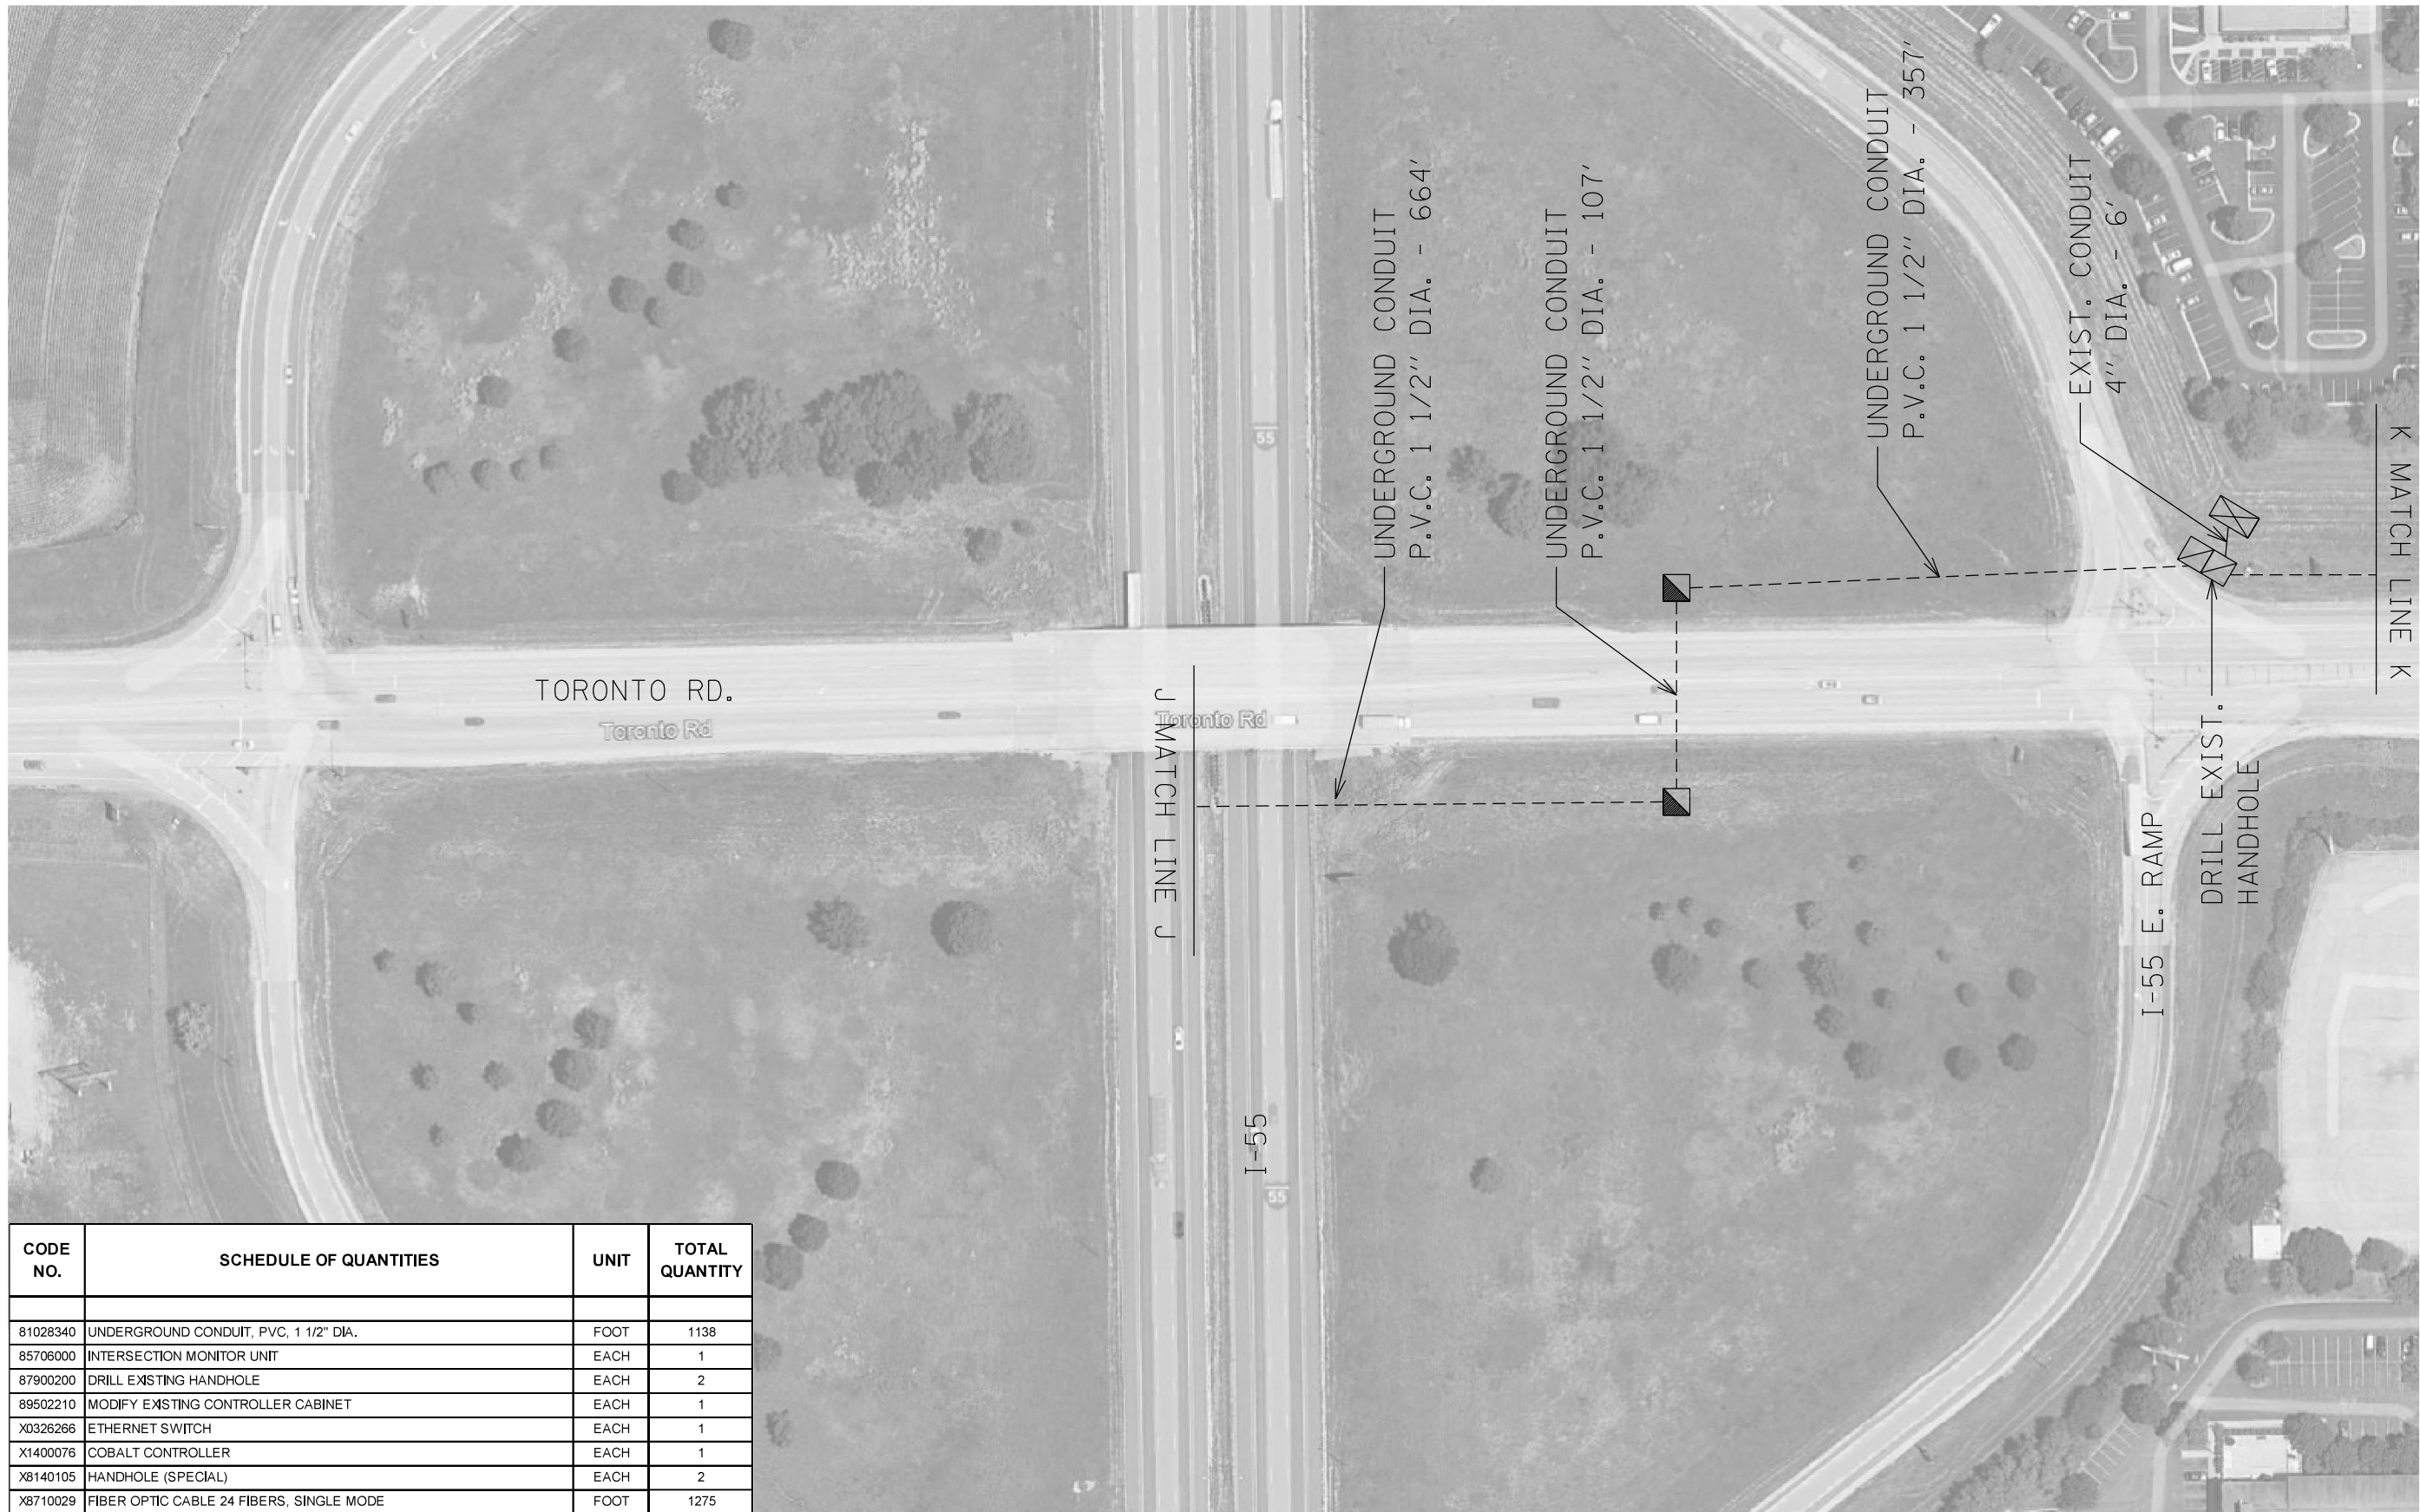 UNDERGROUND CONDUIT
P.V.C. 1 1/2" DIA. - 664'
UNDERGROUND CONDUIT
P.V.C. 1 1/2" DIA. - 107'
UNDERGROUND CONDUIT
P.V.C. 1 1/2" DIA. - 357'
EXIST. CONDUIT
4" DIA. - 6'
K MATCH LINE K
55
TORONTO RD.
Toronto Rd
Toronto Rd
J MATCH LINE J
DRILL EXIST.
HANDHOLE
I-55 E. RAMP
I-55
55
CODE NO. SCHEDULE OF QUANTITIES UNIT TOTAL QUANTITY
81028340 UNDERGROUND CONDUIT, PVC, 1 1/2" DIA. FOOT 1138
85706000 INTERSECTION MONITOR UNIT EACH 1
87900200 DRILL EXISTING HANDHOLE EACH 2
89502210 MODIFY EXISTING CONTROLLER CABINET EACH 1
X0326266 ETHERNET SWITCH EACH 1
X1400076 COBALT CONTROLLER EACH 1
X8140105 HANDHOLE (SPECIAL) EACH 2
X8710029 FIBER OPTIC CABLE 24 FIBERS, SINGLE MODE FOOT 1275